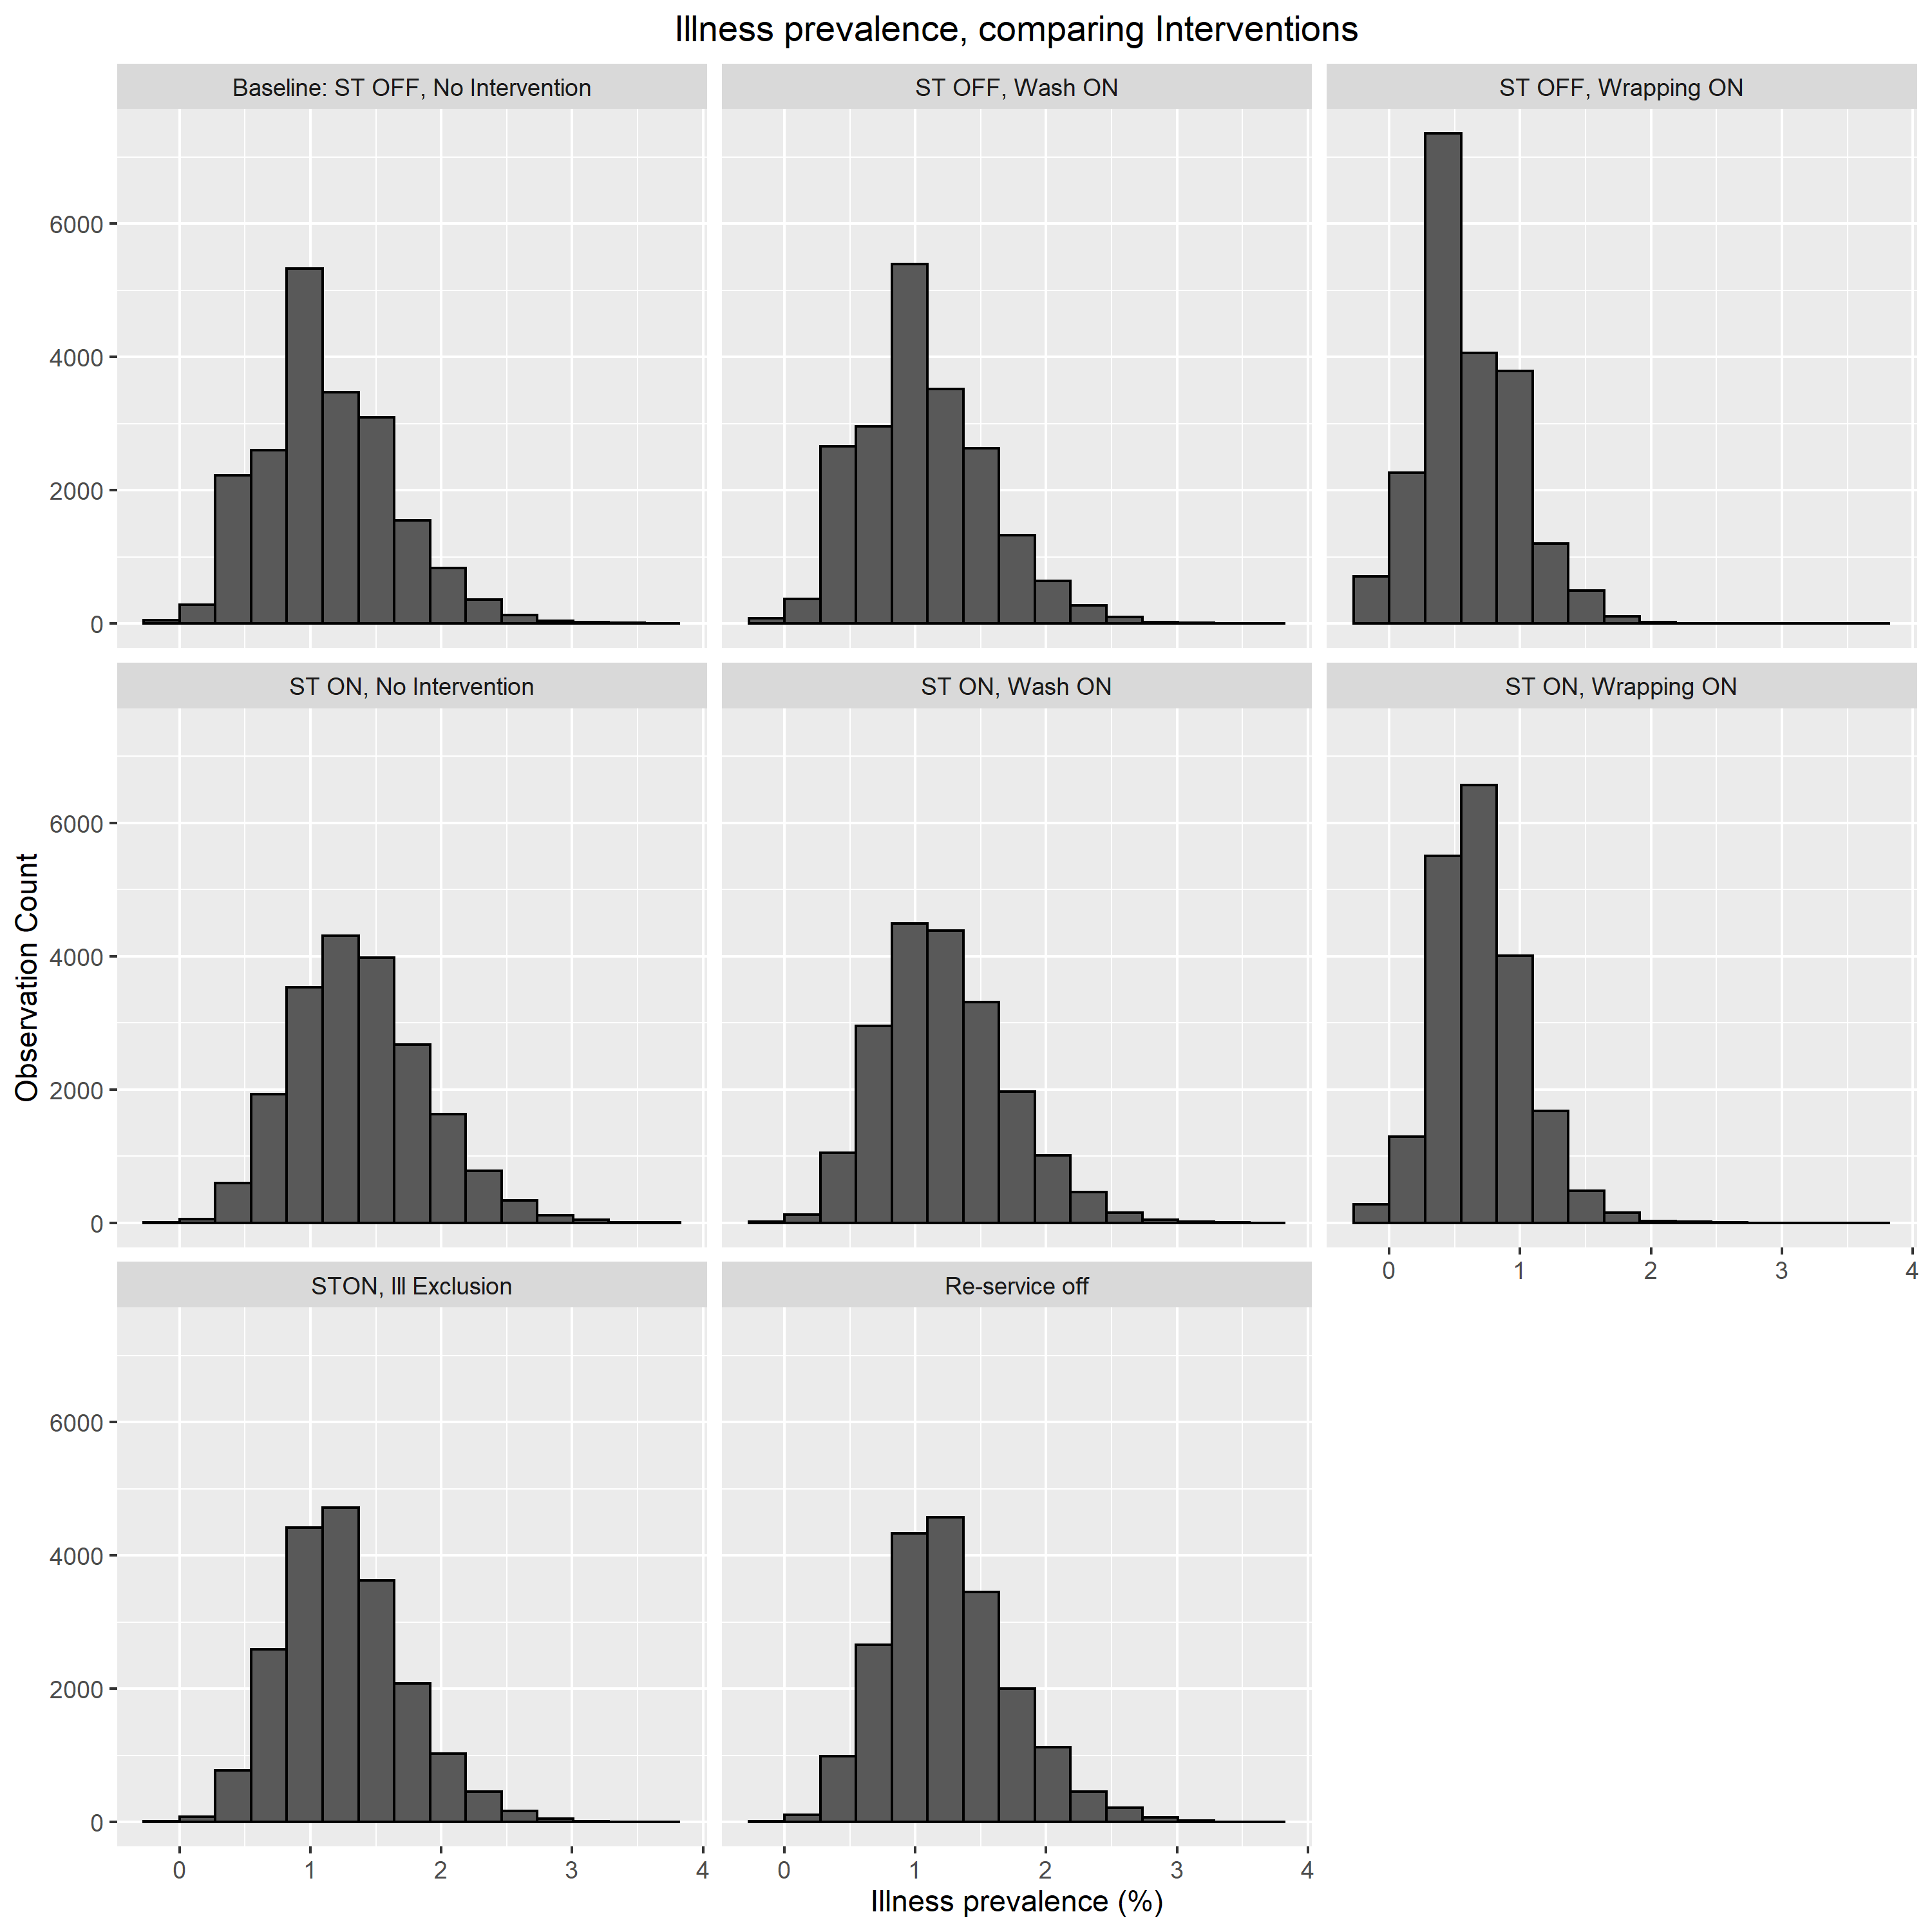 Illness prevalence, comparing Interventions
Baseline: ST OFF, No Intervention
ST OFF, Wash ON
ST OFF, Wrapping ON
6000
4000
2000
0
ST ON, No Intervention
ST ON, Wash ON
ST ON, Wrapping ON
6000
4000
2000
0
0 1 2 3 4
Observation Count
STON, Ill Exclusion
Re-service off
6000
4000
2000
0
0 1 2 3 4
0 1 2 3 4
Illness prevalence (%)